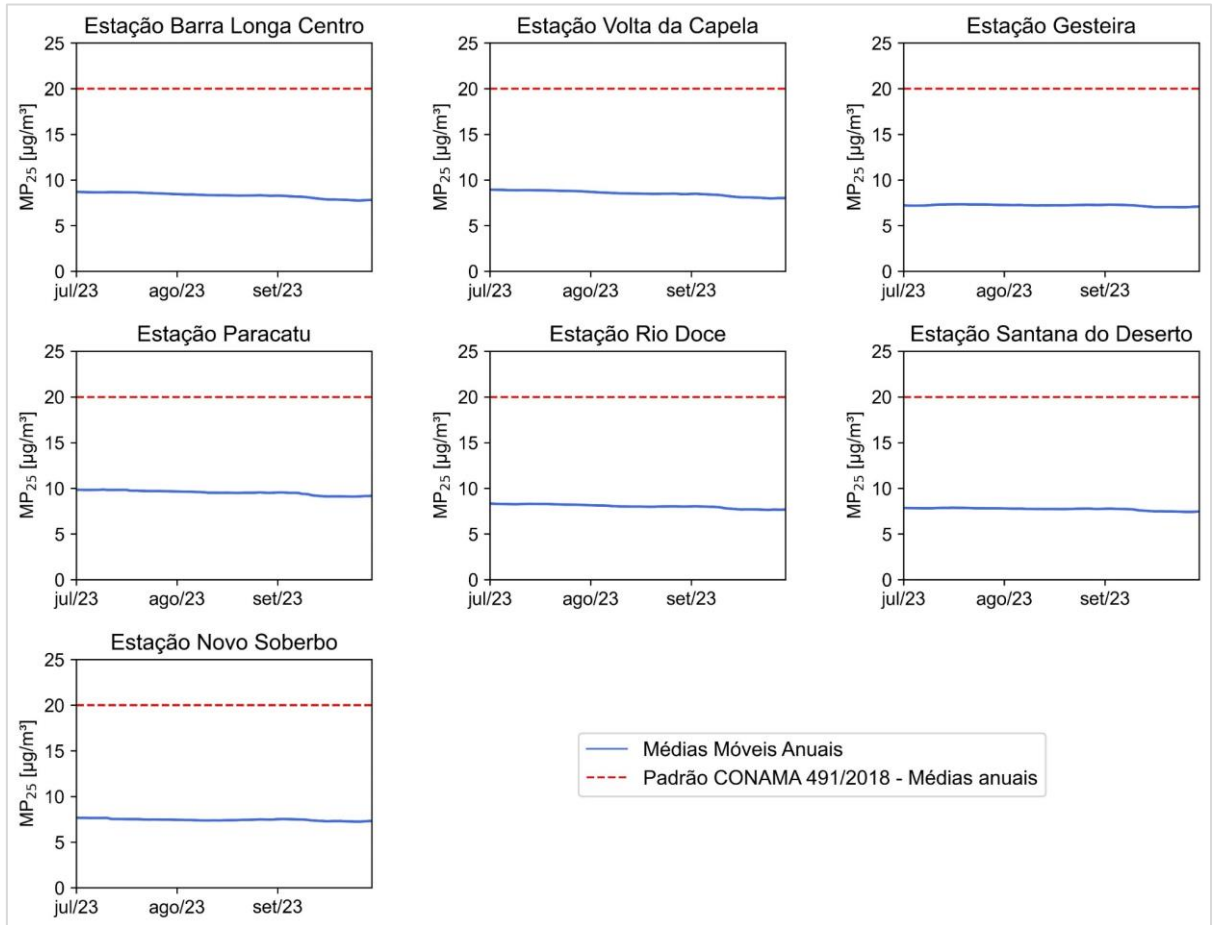 Estação Barra Longa Centro
Estação Volta da Capela
Estação Gesteira
MP₂₅ [µg/m³]
25
20
15
10
5
0
jul/23 ago/23 set/23
MP₂₅ [µg/m³]
25
20
15
10
5
0
jul/23 ago/23 set/23
MP₂₅ [µg/m³]
25
20
15
10
5
0
jul/23 ago/23 set/23
Estação Paracatu
Estação Rio Doce
Estação Santana do Deserto
MP₂₅ [µg/m³]
25
20
15
10
5
0
jul/23 ago/23 set/23
MP₂₅ [µg/m³]
25
20
15
10
5
0
jul/23 ago/23 set/23
MP₂₅ [µg/m³]
25
20
15
10
5
0
jul/23 ago/23 set/23
Estação Novo Soberbo
MP₂₅ [µg/m³]
25
20
15
10
5
0
jul/23 ago/23 set/23
Médias Móveis Anuais
Padrão CONAMA 491/2018 - Médias anuais